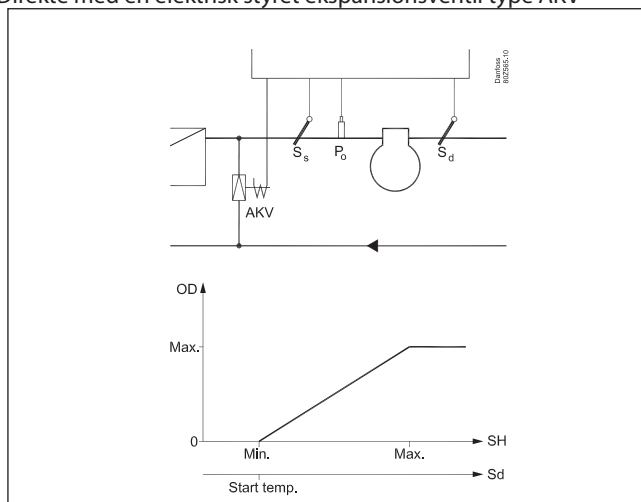 Direkte med en elektrisk styret ekspansionsventil type AKV
Danfoss
80Z565.10
Ss Po Sd
AKV
OD
Max.
0
SH
Min. Max.
Sd
Start temp.